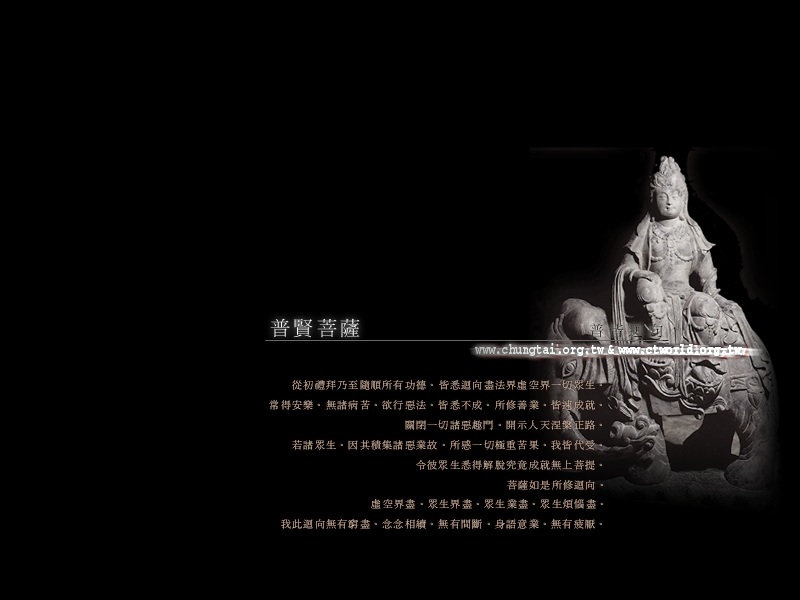 普賢菩薩
www.chungtai.org.tw & www.ctworld.org.tw
從初禮拜乃至隨順所有功德。皆悉迴向盡法界虛空界一切眾生。
常得安樂。無諸病苦。欲行惡法。皆悉不成。所修善業。皆速成就。
關閉一切諸惡趣門。開示人天涅槃正路。
若諸眾生。因其積集諸惡業故。所感一切極重苦果。我皆代受。
令彼眾生悉得解脫究竟成就無上菩提。
菩薩如是所修迴向。
虛空界盡。眾生界盡。眾生業盡。眾生煩惱盡。
我此迴向無有窮盡。念念相續。無有間斷。身語意業。無有疲厭。